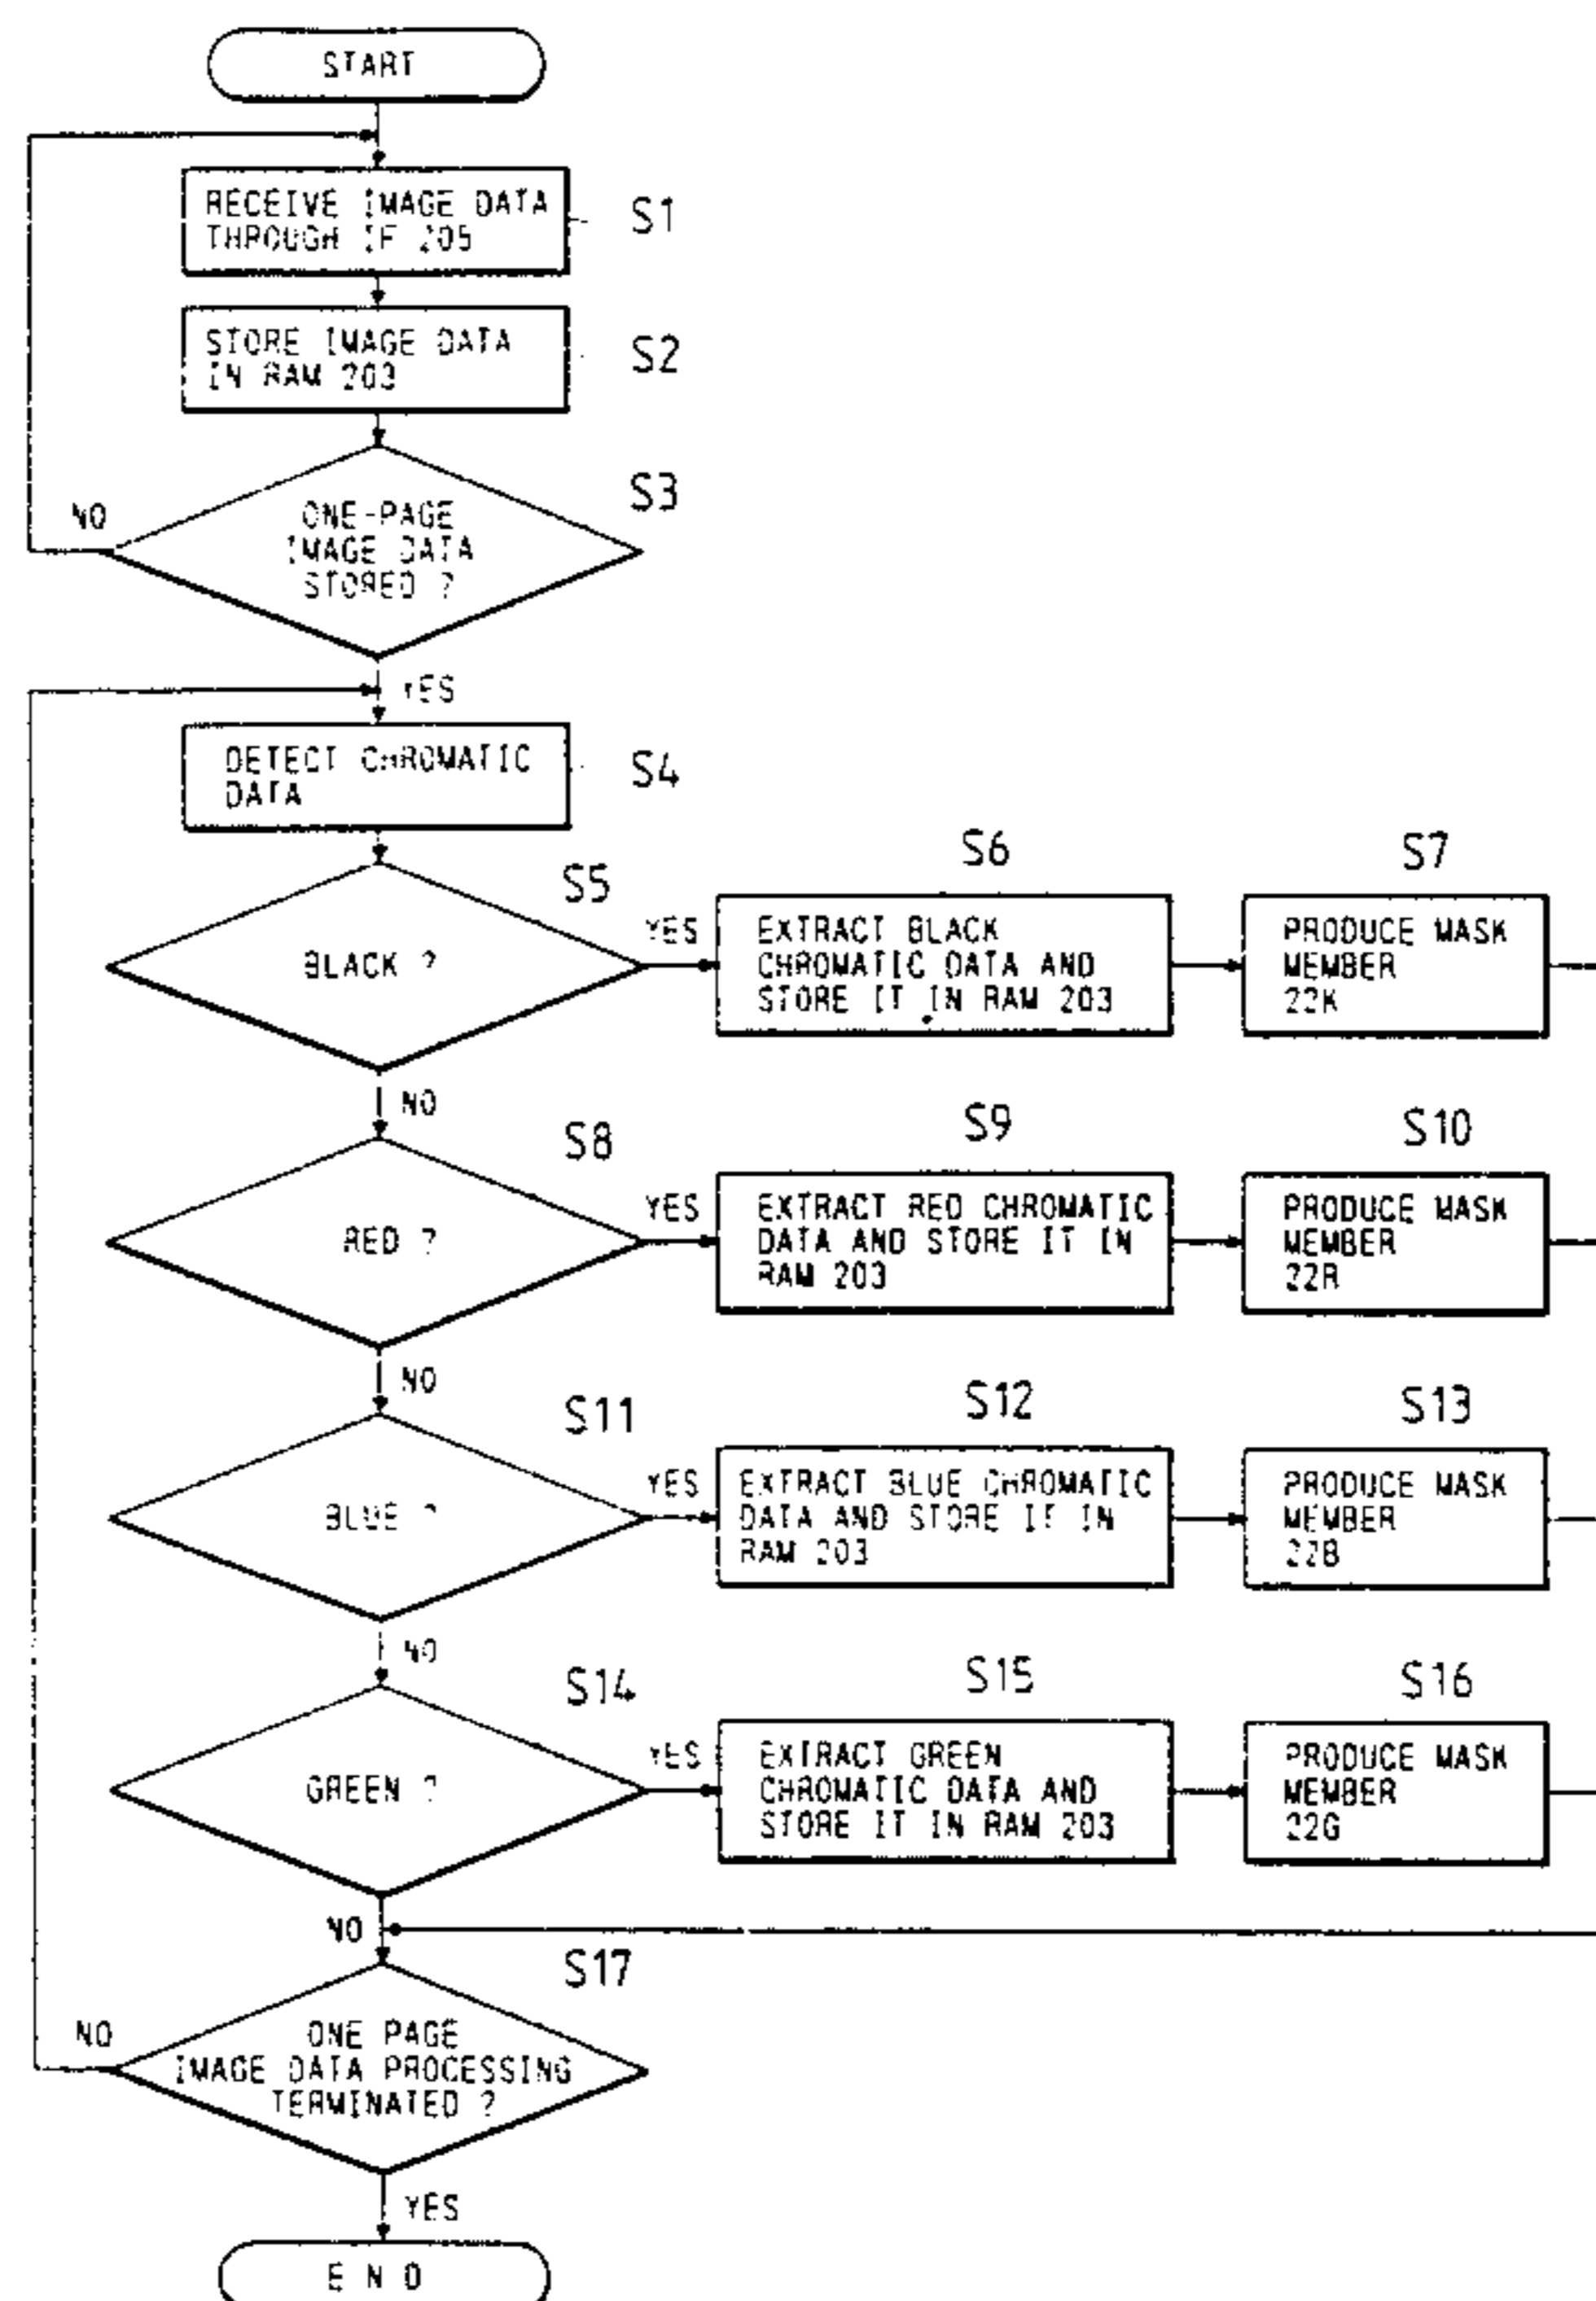 START
RECEIVE IMAGE DATA
THROUGH IF 205
S1
STORE IMAGE DATA
IN RAM 203
S2
S3
NO
ONE-PAGE
IMAGE DATA
STORED ?
YES
DETECT CHROMATIC
DATA
S4
S5
BLACK ?
YES
S6
EXTRACT BLACK
CHROMATIC DATA AND
STORE IT IN RAM 203
S7
PRODUCE MASK
MEMBER
22K
NO
S8
RED ?
YES
S9
EXTRACT RED CHROMATIC
DATA AND STORE IT IN
RAM 203
S10
PRODUCE MASK
MEMBER
22R
NO
S11
BLUE ?
YES
S12
EXTRACT BLUE CHROMATIC
DATA AND STORE IT IN
RAM 203
S13
PRODUCE MASK
MEMBER
22B
NO
S14
GREEN ?
YES
S15
EXTRACT GREEN
CHROMATIC DATA AND
STORE IT IN RAM 203
S16
PRODUCE MASK
MEMBER
22G
NO
S17
NO
ONE PAGE
IMAGE DATA PROCESSING
TERMINATED ?
YES
END